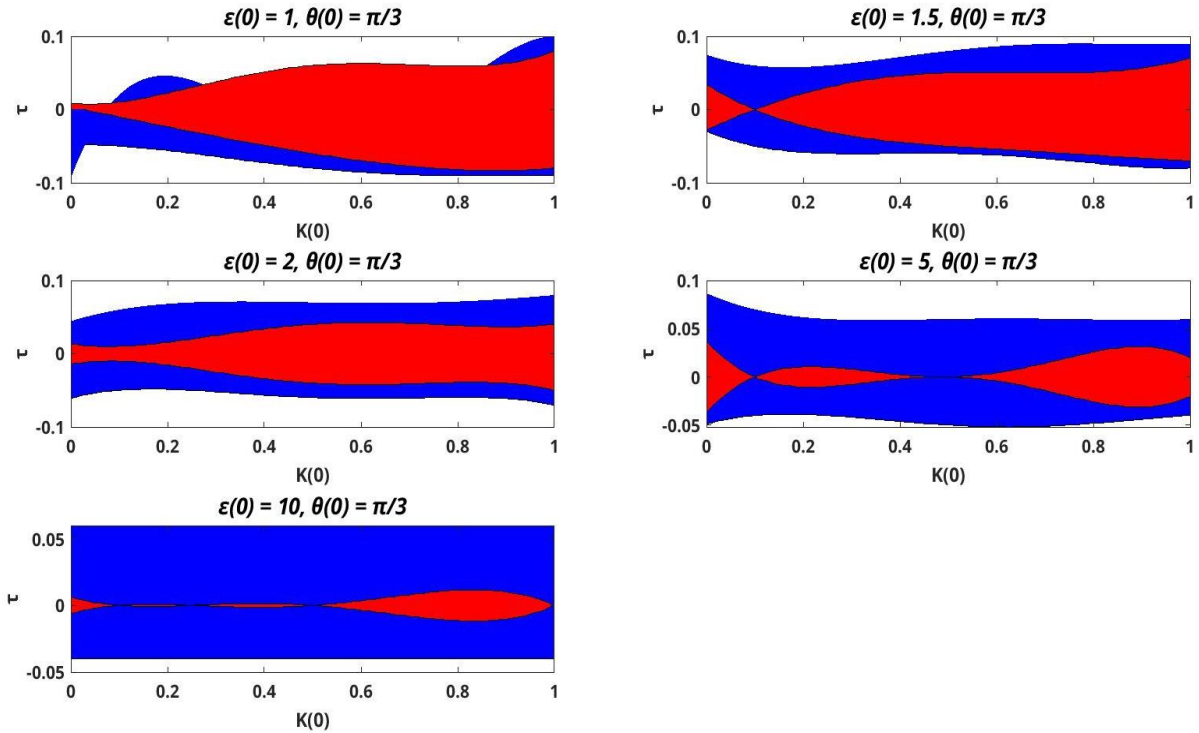 ε(0) = 1, θ(0) = π/3
0.1
0
-0.1
τ
0 0.2 0.4 0.6 0.8 1
K(0)
ε(0) = 1.5, θ(0) = π/3
0.1
0
-0.1
τ
0 0.2 0.4 0.6 0.8 1
K(0)
ε(0) = 2, θ(0) = π/3
0.1
0
-0.1
τ
0 0.2 0.4 0.6 0.8 1
K(0)
ε(0) = 5, θ(0) = π/3
0.1
0.05
0
-0.05
τ
0 0.2 0.4 0.6 0.8 1
K(0)
ε(0) = 10, θ(0) = π/3
0.05
0
-0.05
τ
0 0.2 0.4 0.6 0.8 1
K(0)